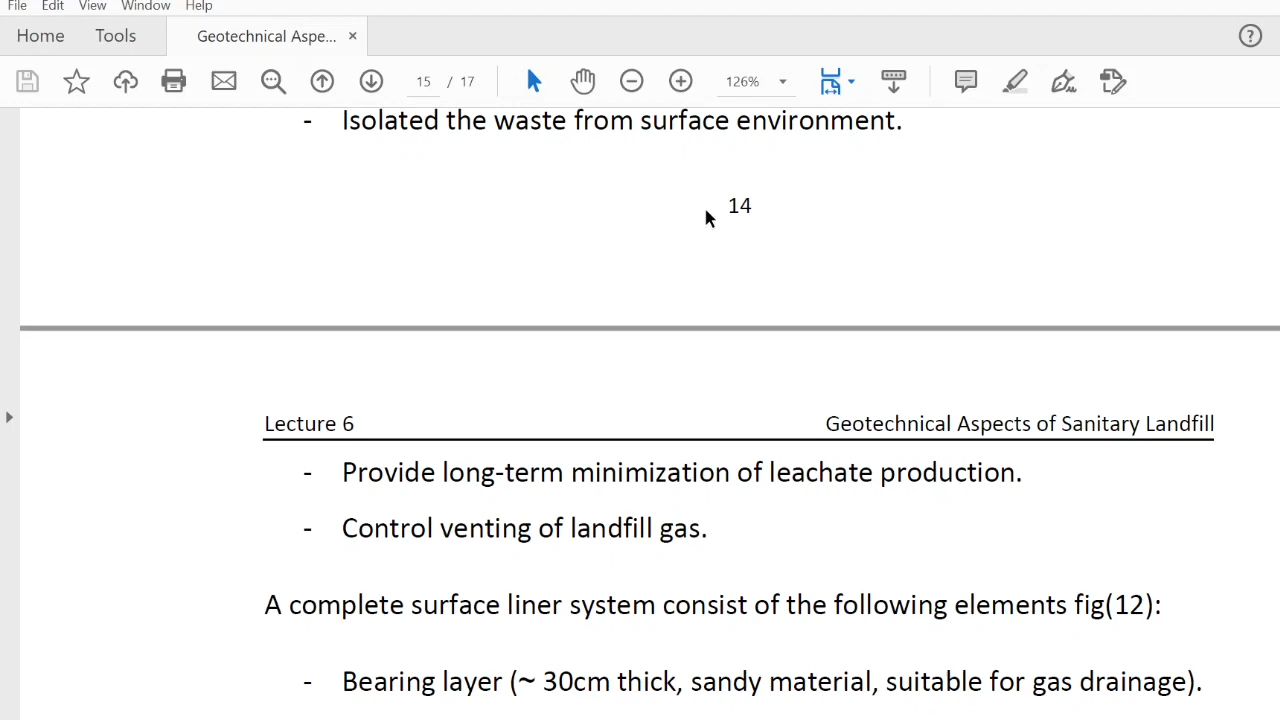 File Edit View Window Help
Home Tools Geotechnical Aspe... ×
15 / 17 126%
- Isolated the waste from surface environment.
14
Lecture 6 Geotechnical Aspects of Sanitary Landfill
- Provide long-term minimization of leachate production.
- Control venting of landfill gas.
A complete surface liner system consist of the following elements fig(12):
- Bearing layer (~ 30cm thick, sandy material, suitable for gas drainage).